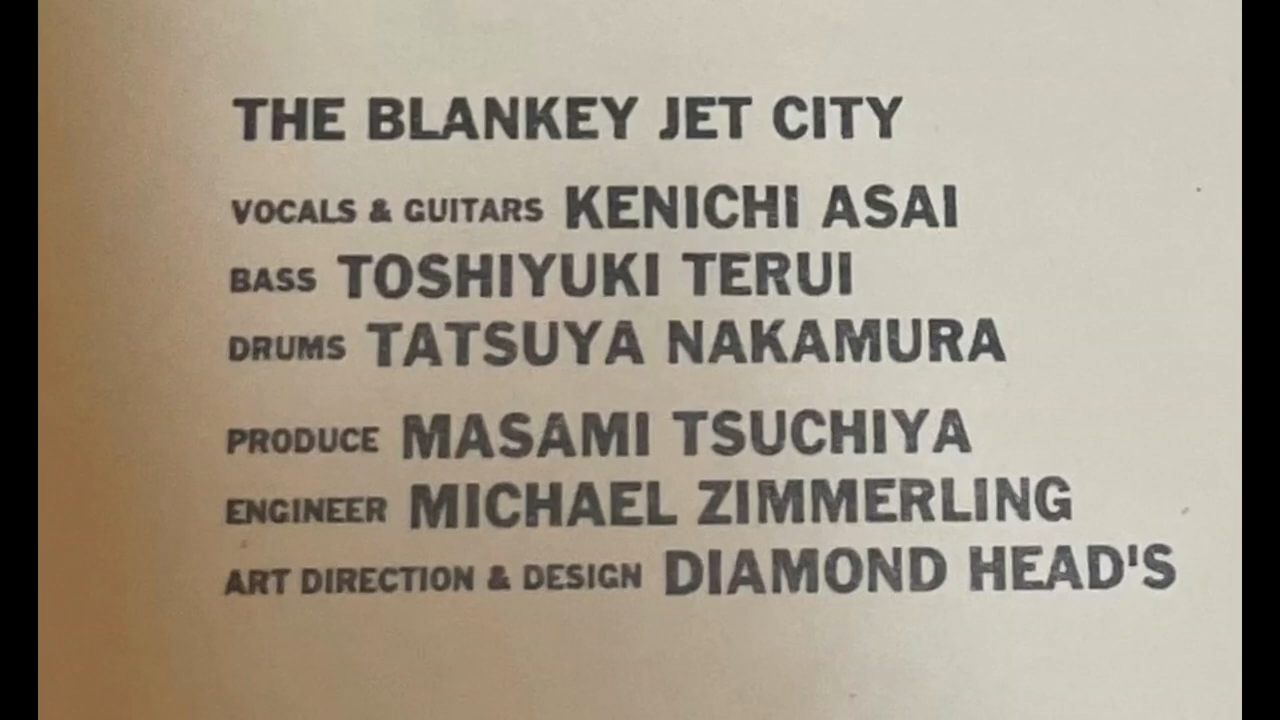 THE BLANKEY JET CITY
VOCALS & GUITARS KENICHI ASAI
BASS TOSHIYUKI TERUI
DRUMS TATSUYA NAKAMURA
PRODUCE MASAMI TSUCHIYA
ENGINEER MICHAEL ZIMMERLING
ART DIRECTION & DESIGN DIAMOND HEAD'S